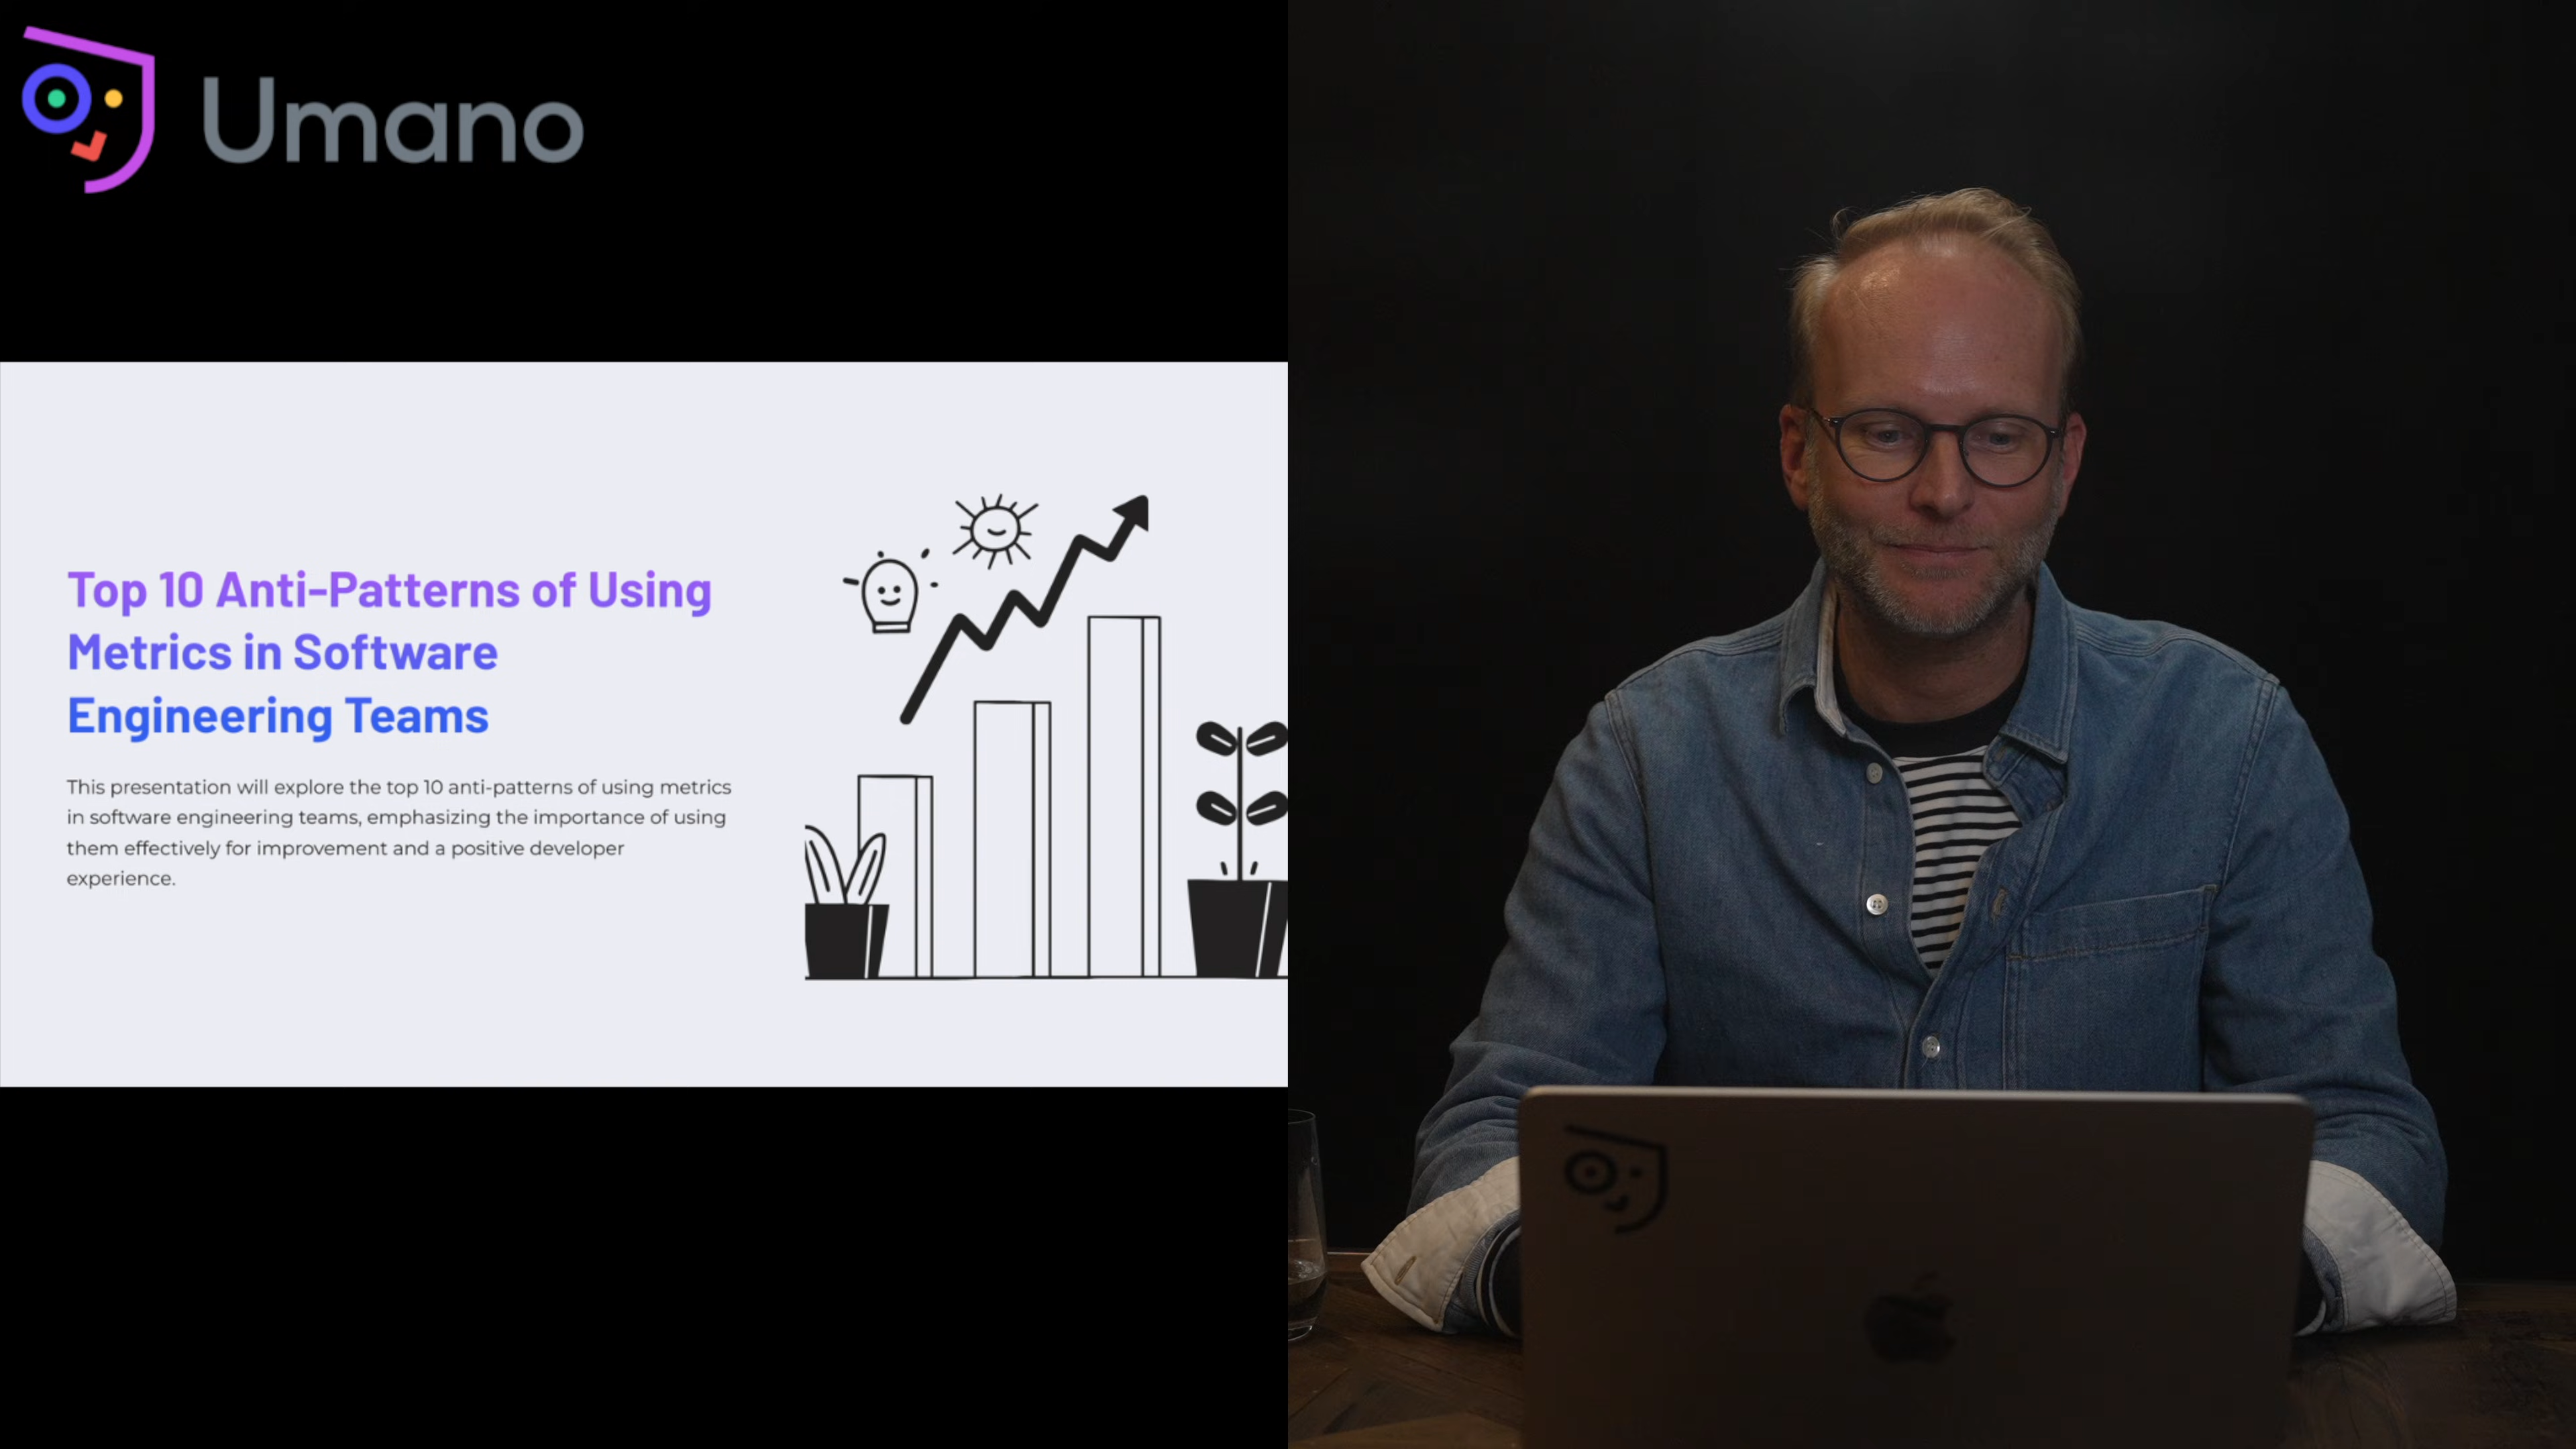 Umano
Top 10 Anti-Patterns of Using
Metrics in Software
Engineering Teams
This presentation will explore the top 10 anti-patterns of using metrics
in software engineering teams, emphasizing the importance of using
them effectively for improvement and a positive developer
experience.